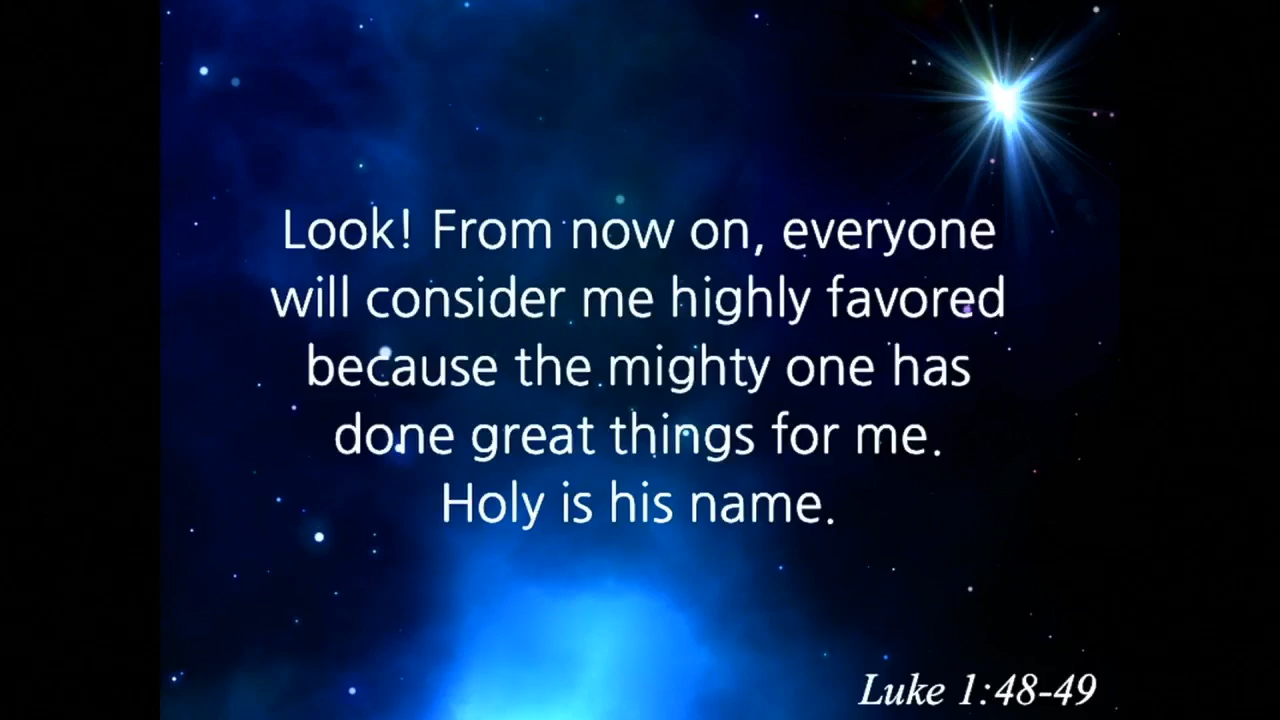 Look! From now on, everyone
will consider me highly favored
because the mighty one has
done great things for me.
Holy is his name.
Luke 1:48-49